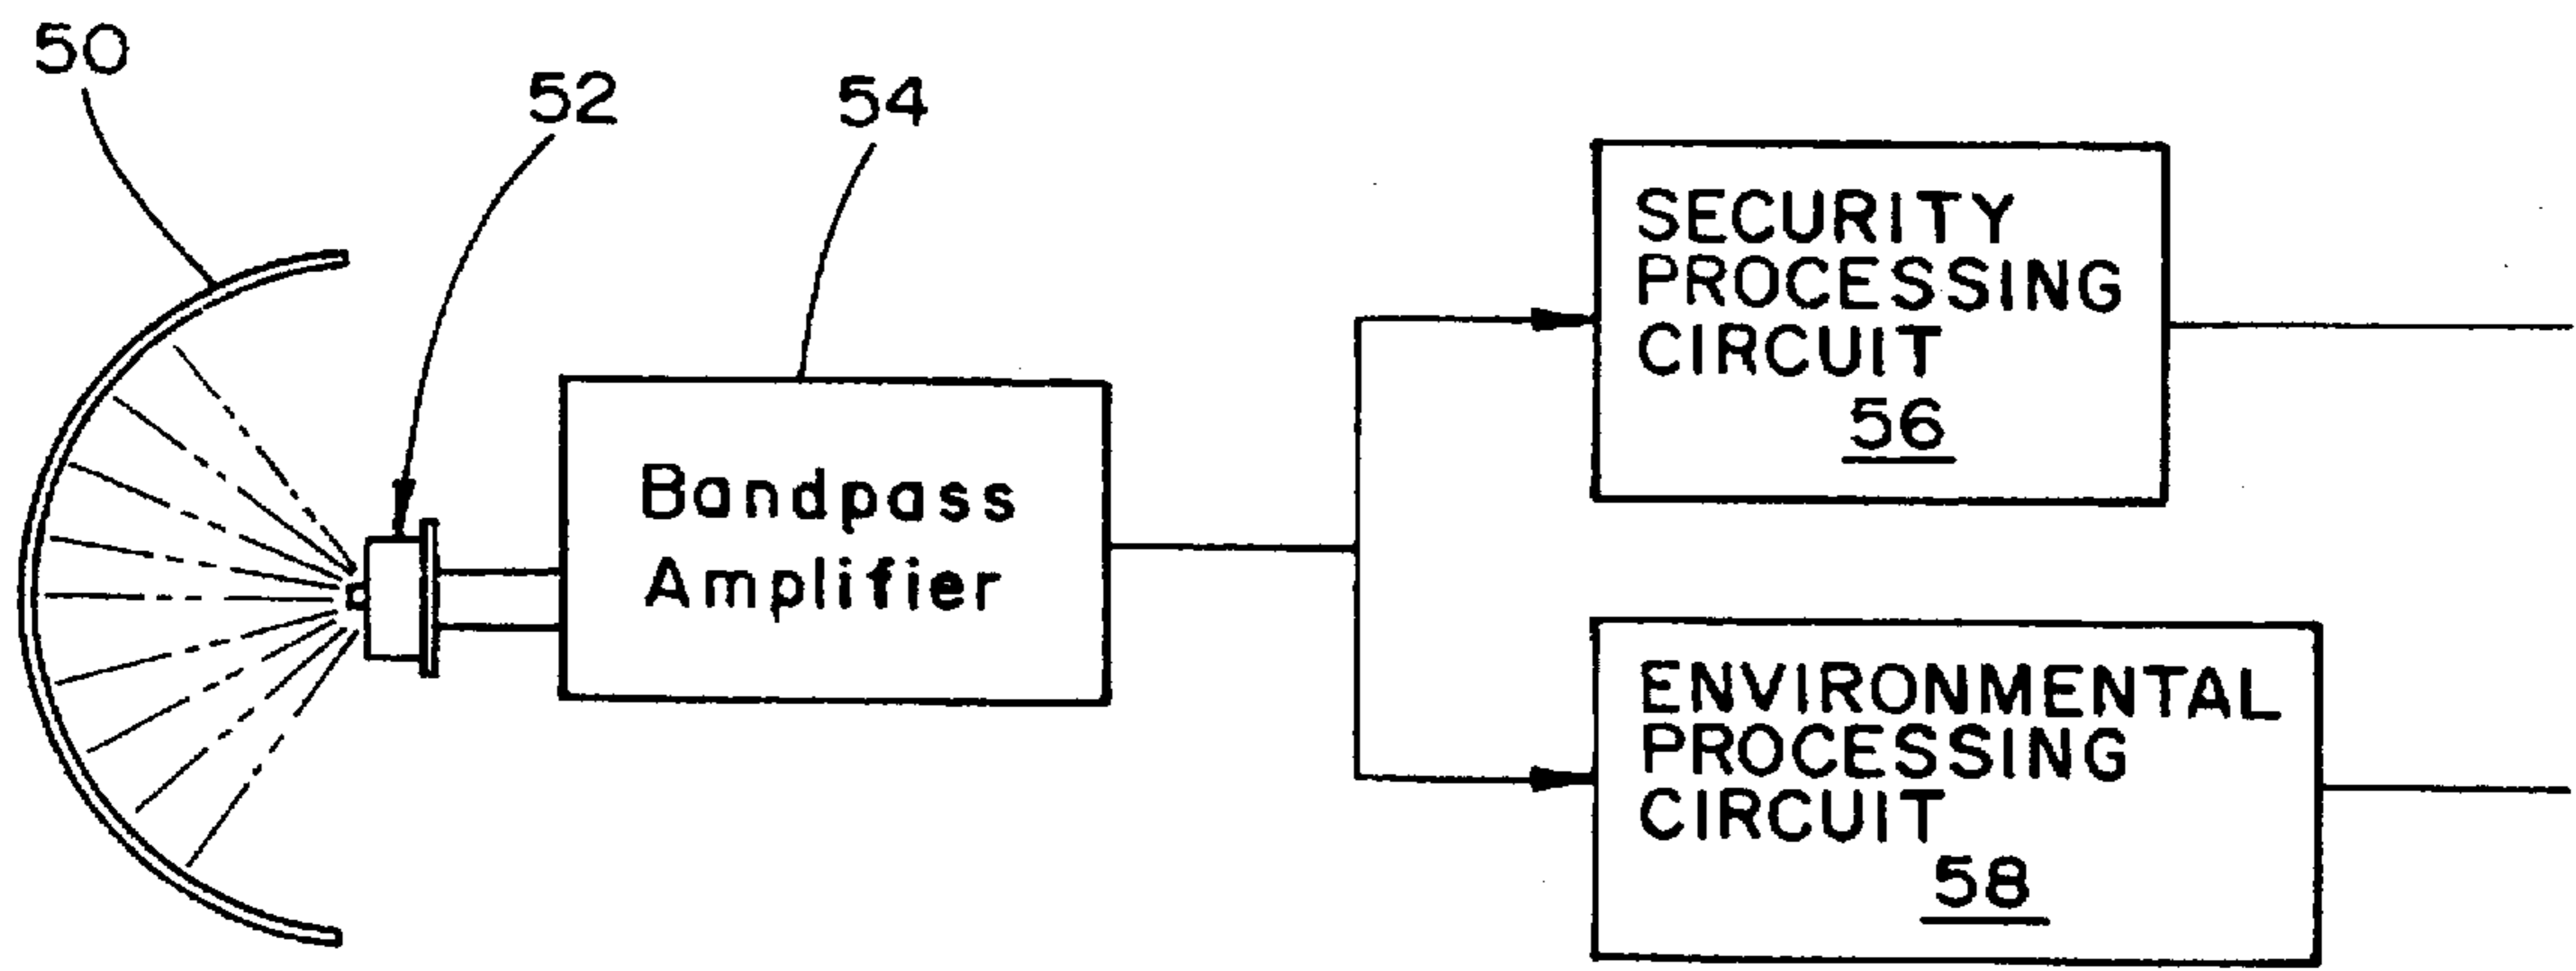 50
52
54
Bandpass
Amplifier
SECURITY
PROCESSING
CIRCUIT
56
ENVIRONMENTAL
PROCESSING
CIRCUIT
58